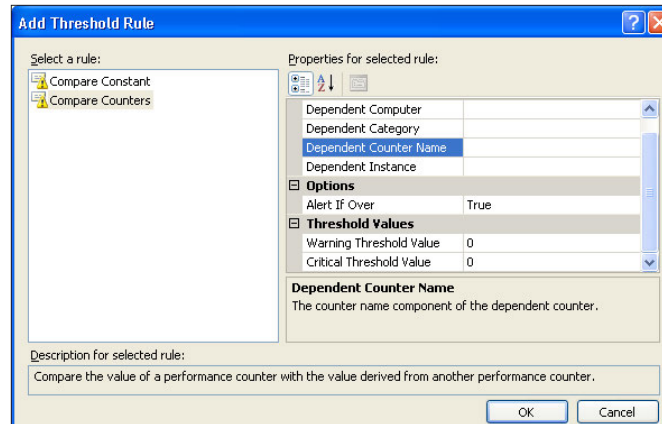 Add Threshold Rule
Select a rule:
Compare Constant
Compare Counters
Properties for selected rule:
Dependent Computer
Dependent Category
Dependent Counter Name
Dependent Instance
Options
Alert If Over True
Threshold Values
Warning Threshold Value 0
Critical Threshold Value 0
Dependent Counter Name
The counter name component of the dependent counter.
Description for selected rule:
Compare the value of a performance counter with the value derived from another performance counter.
OK Cancel